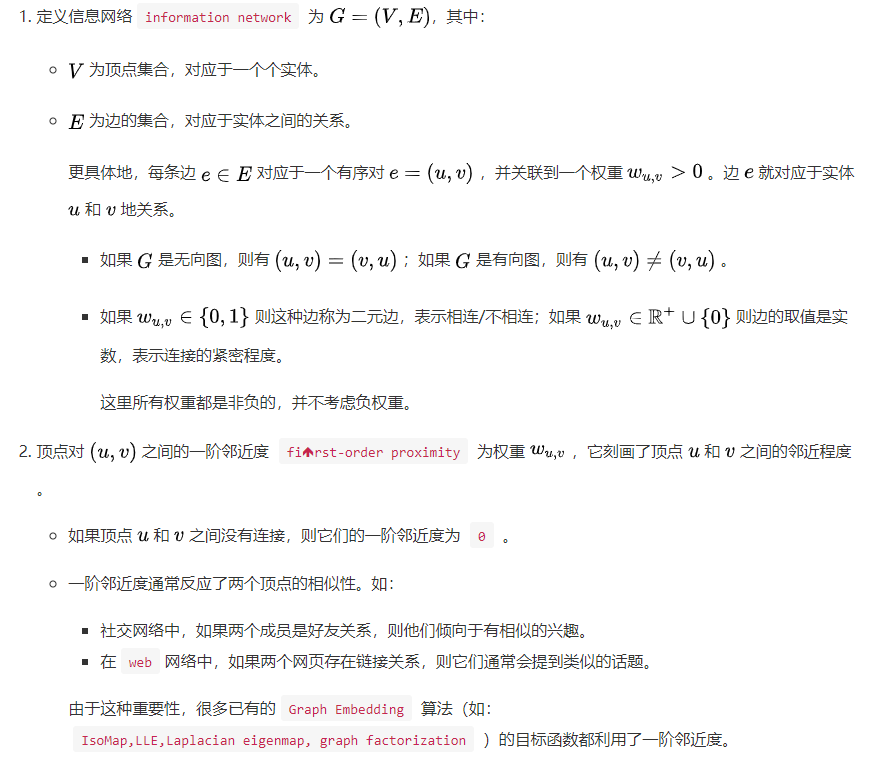 1. 定义信息网络 information network 为 G = (V, E)，其中：
V 为顶点集合，对应于一个个实体。
E 为边的集合，对应于实体之间的关系。
更具体地，每条边 e ∈ E 对应于一个有序对 e = (u, v) ，并关联到一个权重 w_{u,v} > 0 。边 e 就对应于实体
u 和 v 地关系。
如果 G 是无向图，则有 (u, v) = (v, u) ；如果 G 是有向图，则有 (u, v) ≠ (v, u) 。
如果 w_{u,v} ∈ {0, 1} 则这种边称为二元边，表示相连/不相连；如果 w_{u,v} ∈ ℝ⁺ ∪ {0} 则边的取值是实
数，表示连接的紧密程度。
这里所有权重都是非负的，并不考虑负权重。
2. 顶点对 (u, v) 之间的一阶邻近度 fi🡹rst-order proximity 为权重 w_{u,v} ，它刻画了顶点 u 和 v 之间的邻近程度
。
如果顶点 u 和 v 之间没有连接，则它们的一阶邻近度为 0 。
一阶邻近度通常反应了两个顶点的相似性。如：
社交网络中，如果两个成员是好友关系，则他们倾向于有相似的兴趣。
在 web 网络中，如果两个网页存在链接关系，则它们通常会提到类似的话题。
由于这种重要性，很多已有的 Graph Embedding 算法（如：
IsoMap,LLE,Laplacian eigenmap, graph factorization ）的目标函数都利用了一阶邻近度。